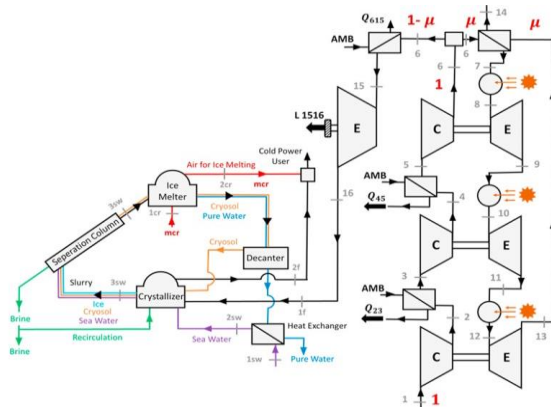 Q615
1- μ
μ
14
AMB
6
6
μ
7
6
15
8
1
L 1516
E
C
E
Cold Power
User
AMB
5
9
Air for Ice Melting
2cr
mcr
16
Q45
4
10
Ice
Melter
Cryosol
Pure Water
3sw
1cr
mcr
C
E
Seperation Column
Cryosol
Decanter
3
11
2f
AMB
Slurry
3sw
Crystallizer
Q23
2
12
13
Ice
Cryosol
Sea Water
1f
Brine
2sw
Heat Exchanger
C
E
Recirculation
Sea Water
Brine
Pure Water
1sw
1
1